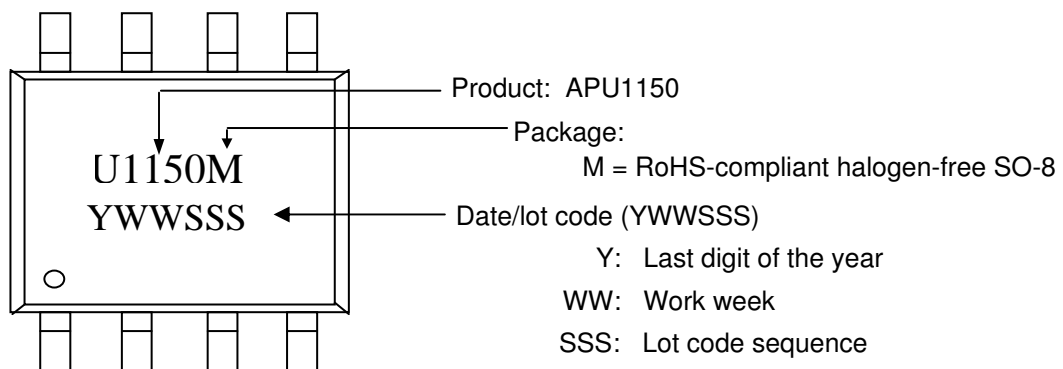 Product: APU1150
Package:
M = RoHS-compliant halogen-free SO-8
U1150M
YWWSSS
Date/lot code (YWWSSS)
Y: Last digit of the year
WW: Work week
SSS: Lot code sequence